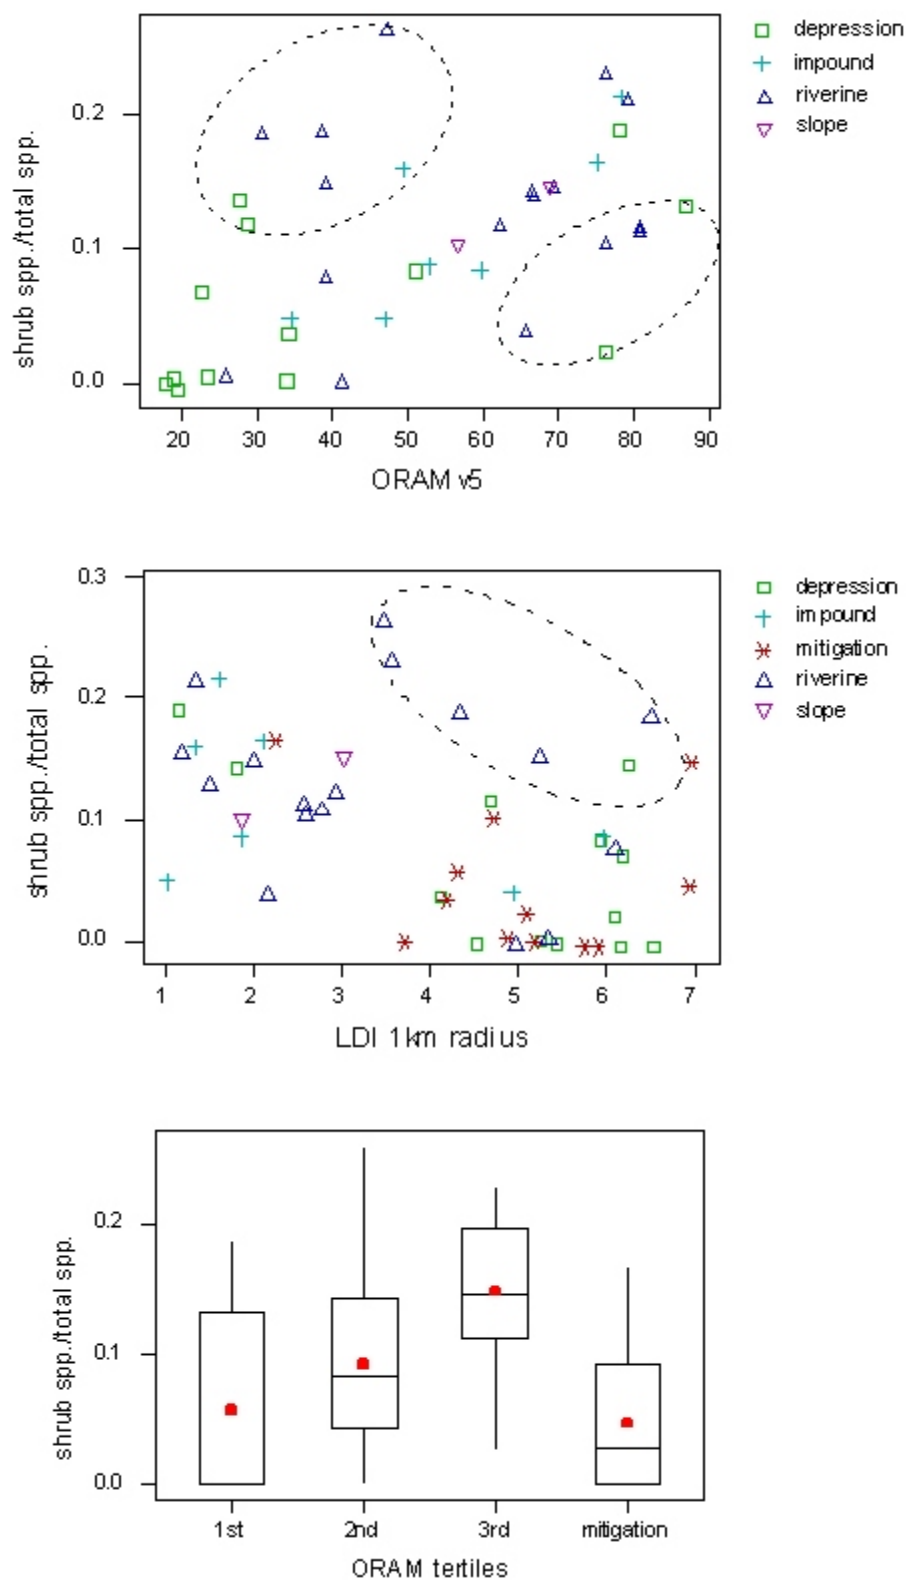 depression
impound
riverine
slope
shrub spp./total spp.
0.2
0.1
0.0
20 30 40 50 60 70 80 90
ORAM v5
depression
impound
mitigation
riverine
slope
shrub spp./total spp.
0.3
0.2
0.1
0.0
1 2 3 4 5 6 7
LDI 1km radius
shrub spp./total spp.
0.2
0.1
0.0
1st 2nd 3rd mitigation
ORAM tertiles